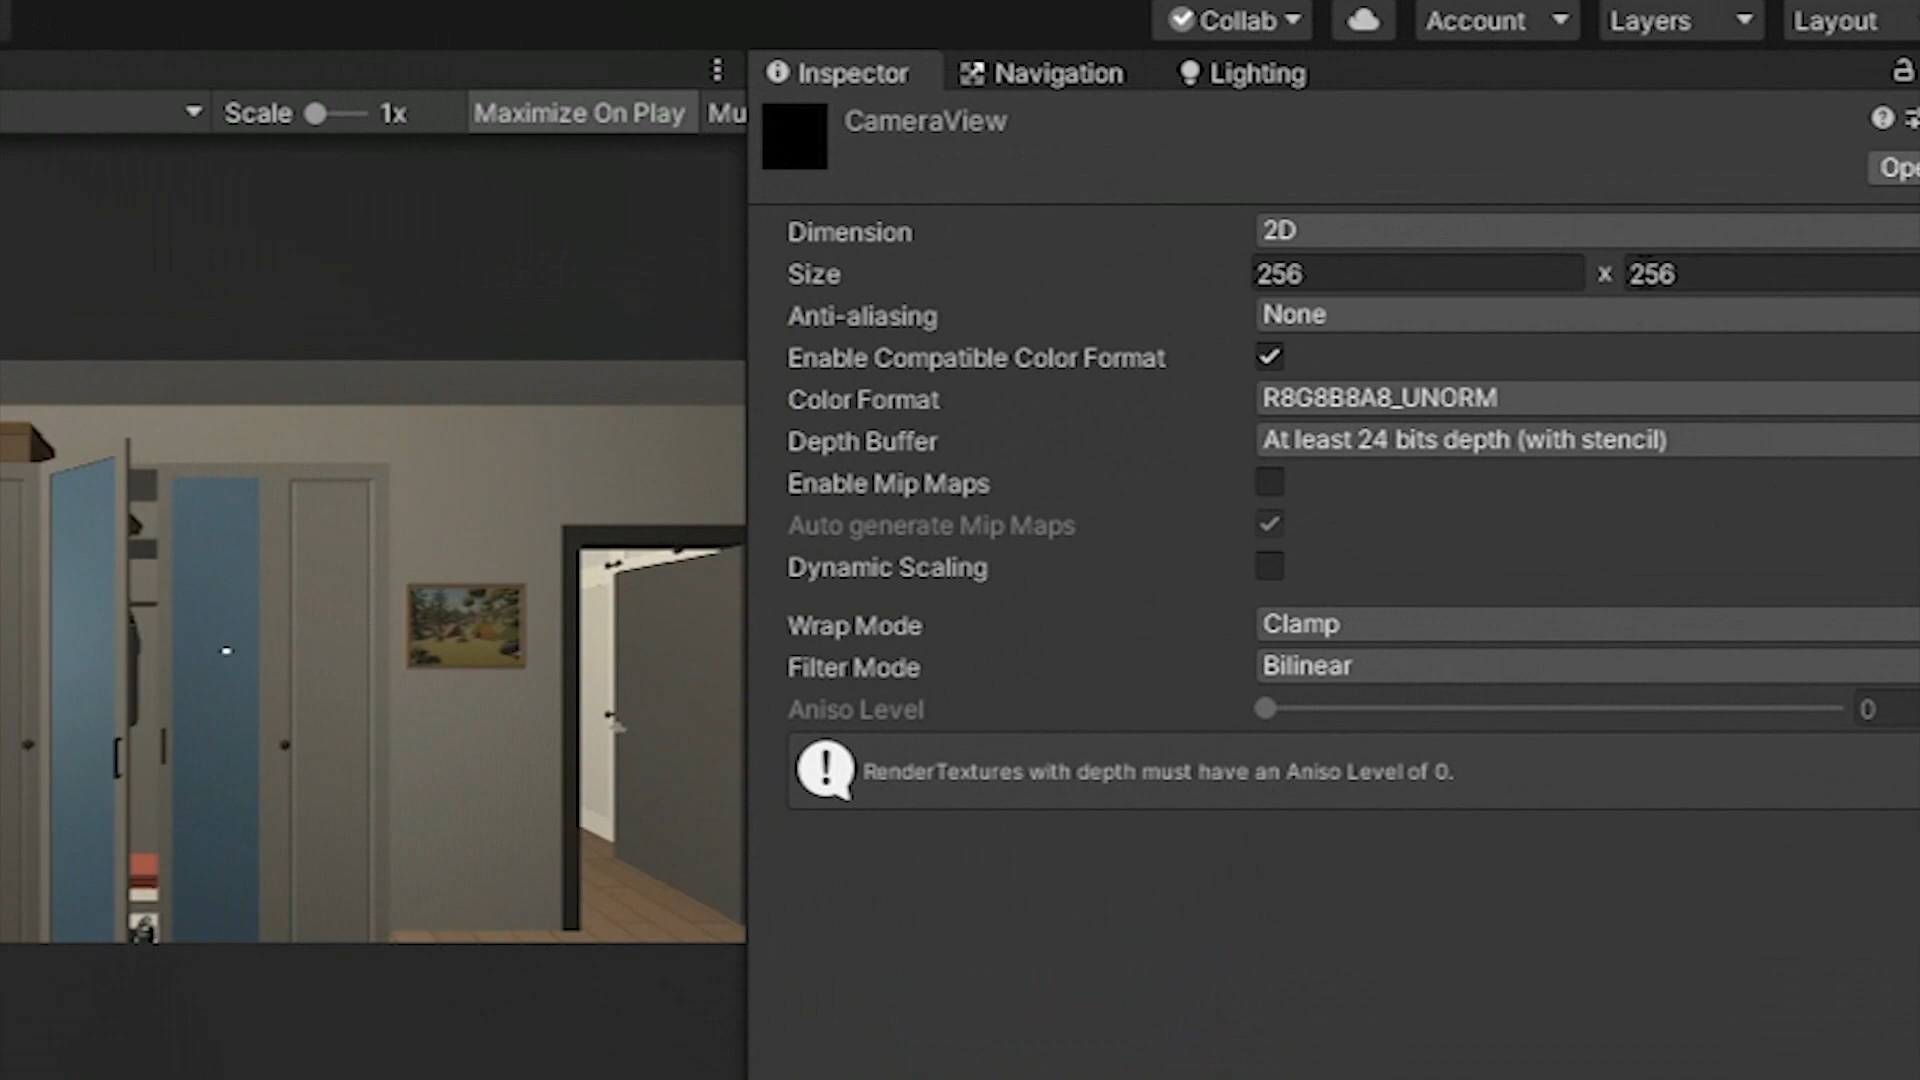 Collab Account Layers Layout
Inspector Navigation Lighting
Scale 1x Maximize On Play Mu
CameraView
Ope
Dimension 2D
Size 256 x 256
Anti-aliasing None
Enable Compatible Color Format
Color Format R8G8B8A8_UNORM
Depth Buffer At least 24 bits depth (with stencil)
Enable Mip Maps
Auto generate Mip Maps
Dynamic Scaling
Wrap Mode Clamp
Filter Mode Bilinear
Aniso Level 0
RenderTextures with depth must have an Aniso Level of 0.